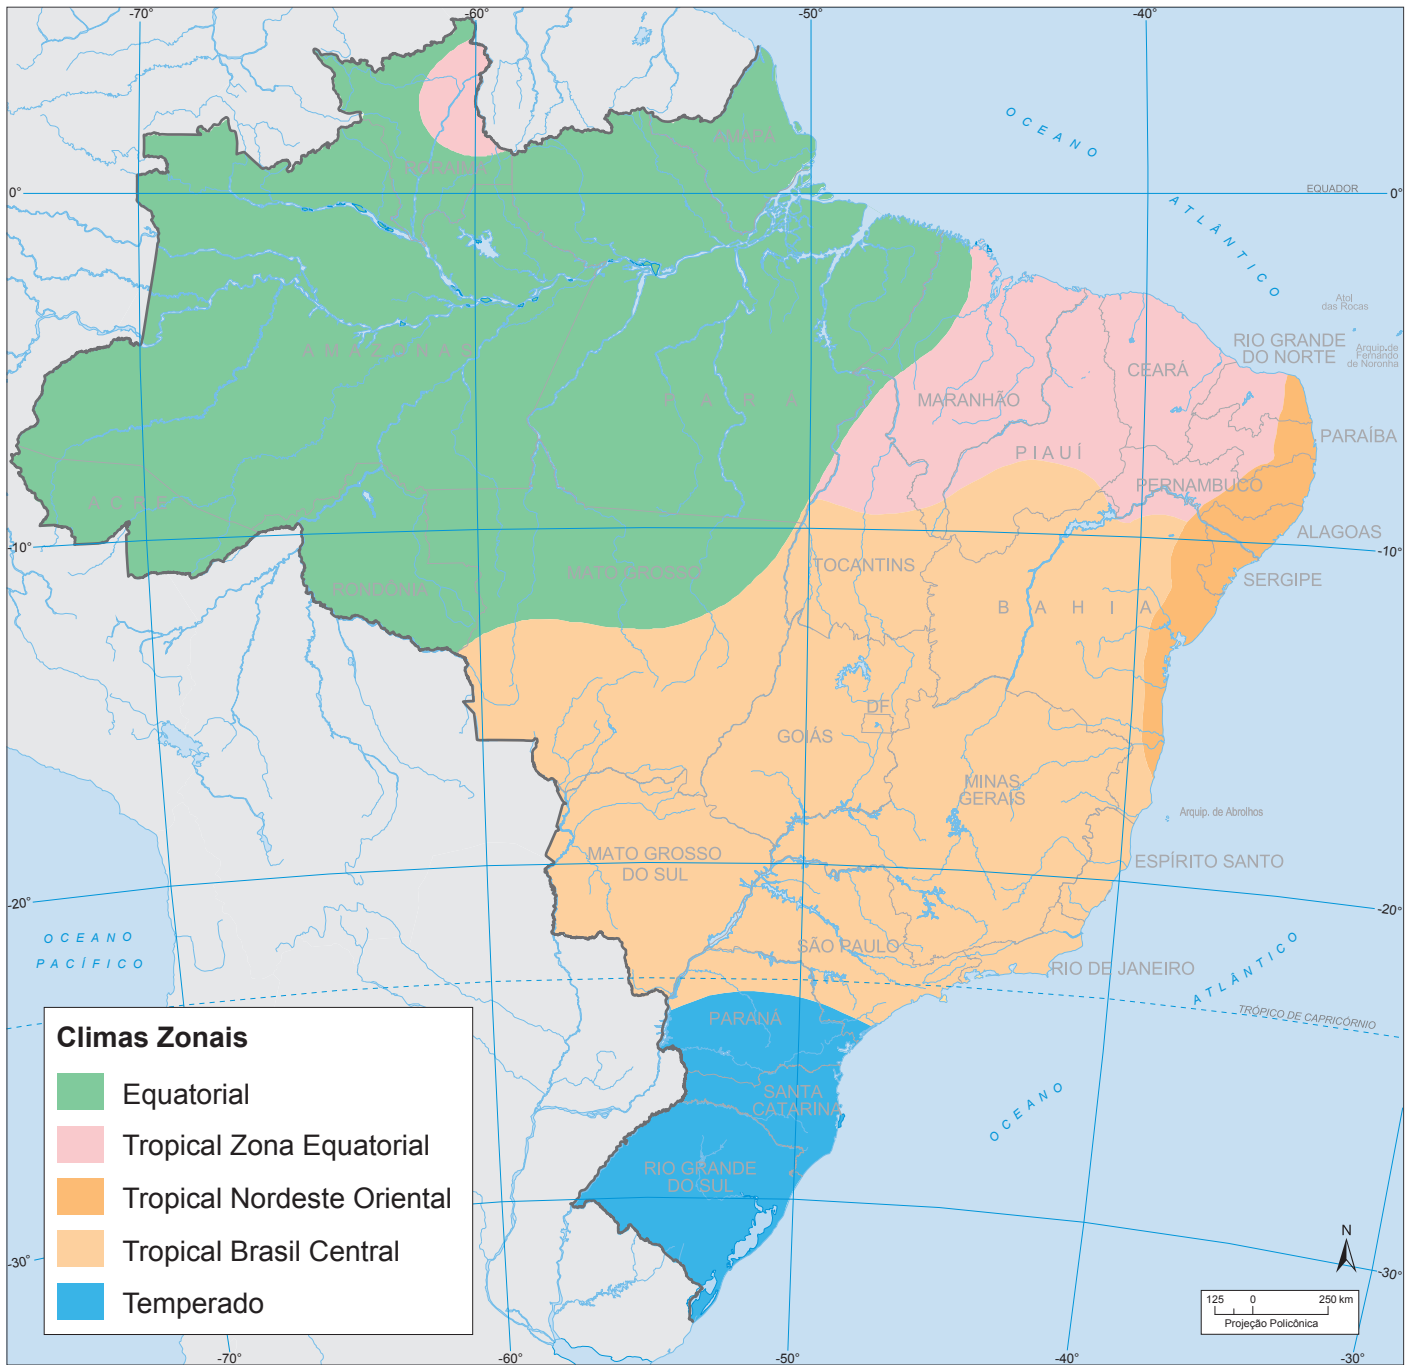 -70°
-60°
-50°
-40°
OCEANO
AMAPÁ
RORAIMA
0°
EQUADOR
0°
ATLÂNTICO
Atol
das Rocas
RIO GRANDE
DO NORTE
Arquip. de
Fernando
de Noronha
AMAZONAS
PARÁ
MARANHÃO
CEARÁ
PIAUÍ
PARAÍBA
PERNAMBUCO
ACRE
ALAGOAS
-10°
-10°
TOCANTINS
MATO GROSSO
RONDÔNIA
SERGIPE
BAHIA
DF
GOIÁS
MINAS
GERAIS
Arquip. de Abrolhos
MATO GROSSO
DO SUL
ESPÍRITO SANTO
-20°
-20°
OCEANO
PACÍFICO
SÃO PAULO
RIO DE JANEIRO
ATLÂNTICO
TRÓPICO DE CAPRICÓRNIO
PARANÁ
SANTA
CATARINA
OCEANO
RIO GRANDE
DO SUL
Climas Zonais
Equatorial
Tropical Zona Equatorial
Tropical Nordeste Oriental
Tropical Brasil Central
Temperado
-30°
-30°
N
125 0 250 km
Projeção Policônica
-70°
-60°
-50°
-40°
-30°